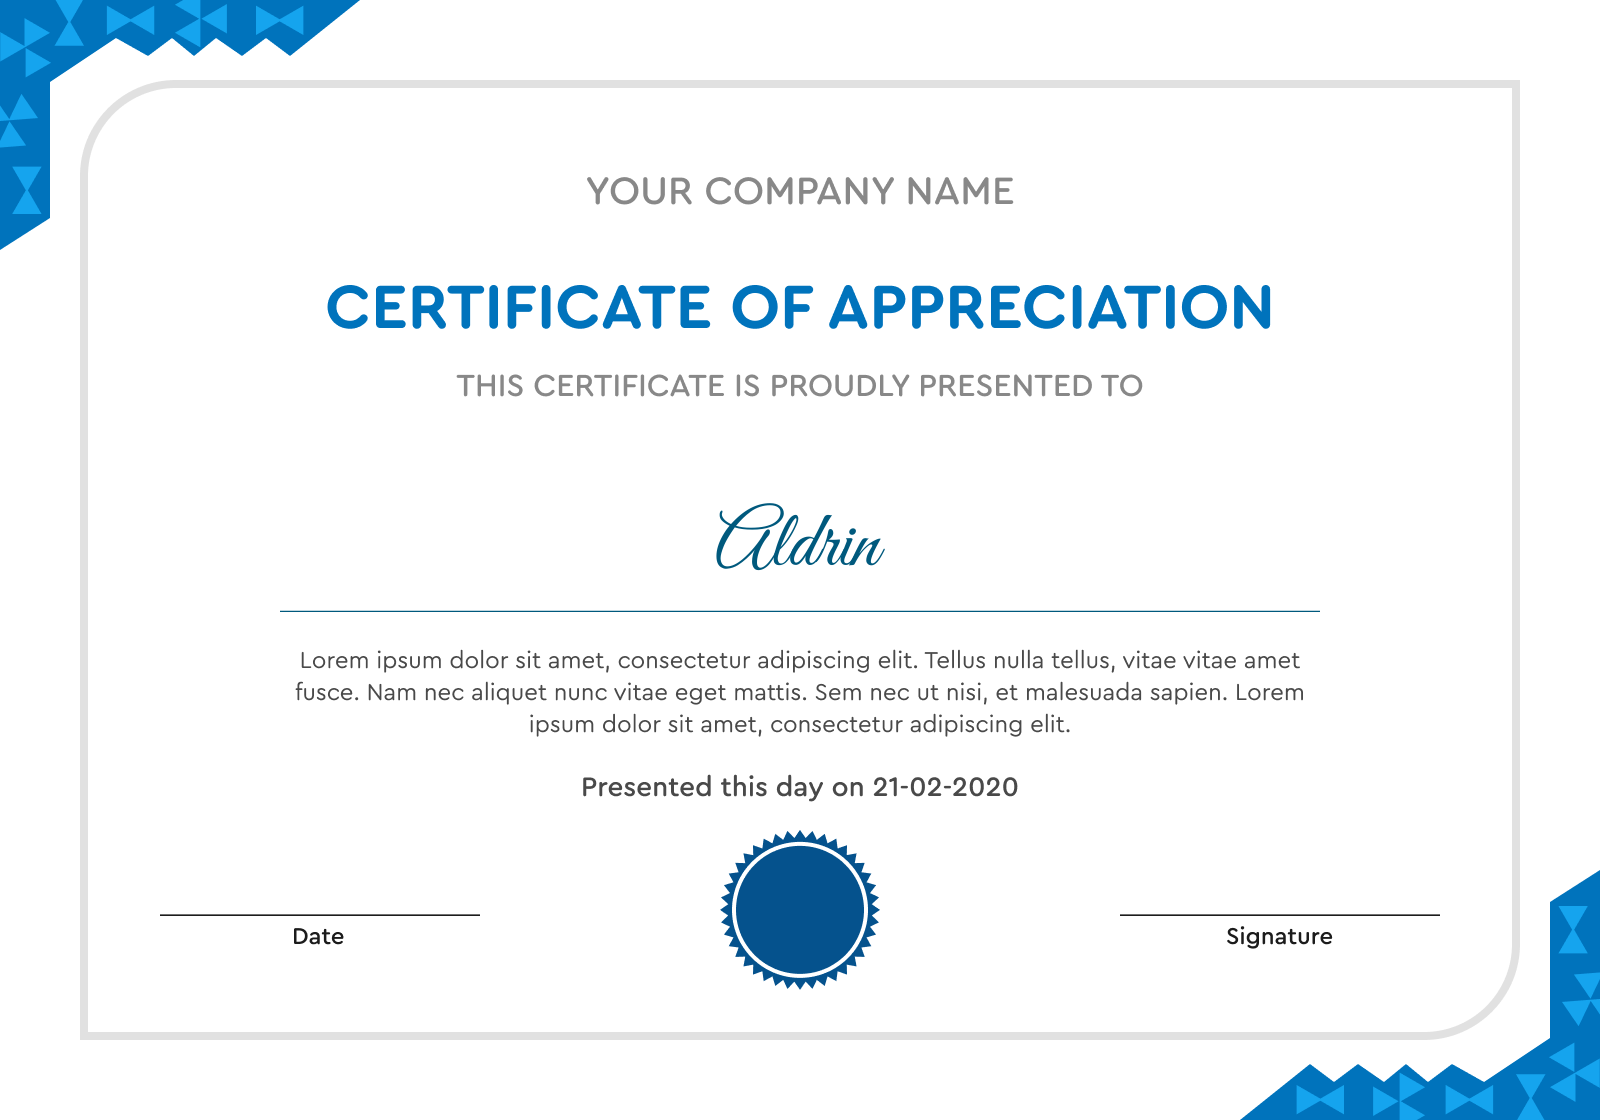 YOUR COMPANY NAME
CERTIFICATE OF APPRECIATION
THIS CERTIFICATE IS PROUDLY PRESENTED TO
Aldrin
Lorem ipsum dolor sit amet, consectetur adipiscing elit. Tellus nulla tellus, vitae vitae amet
fusce. Nam nec aliquet nunc vitae eget mattis. Sem nec ut nisi, et malesuada sapien. Lorem
ipsum dolor sit amet, consectetur adipiscing elit.
Presented this day on 21-02-2020
Date
Signature